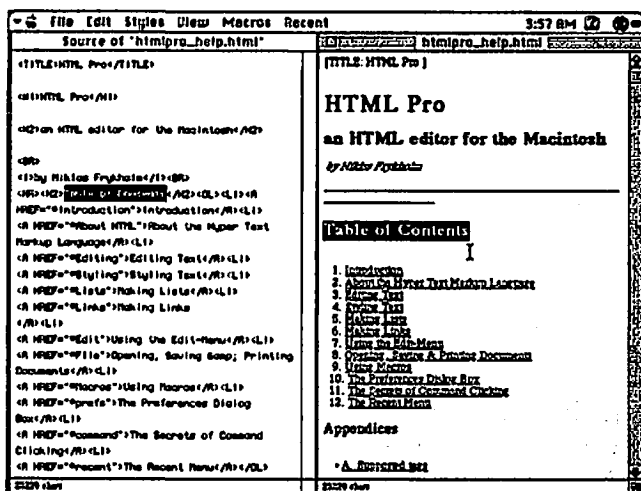 File Edit Styles View Macros Recent 3:57 AM
Source of "htmlpro_help.html"
<TITLE>HTML Pro</TITLE>
<H1>HTML Pro</H1>
<H2>an HTML editor for the Macintosh</H2>
<BR>
<I>by Niklas Frykholm</I><BR>
<HR><H2>Table of Contents</H2><OL><LI><A
HREF="#Introduction">Introduction</A><LI>
<A HREF="#About HTML">About the Hyper Text
Markup Language</A><LI>
<A HREF="#Editing">Editing Text</A><LI>
<A HREF="#Styling">Styling Text</A><LI>
<A HREF="#Lists">Making Lists</A><LI>
<A HREF="#Links">Making Links
</A><LI>
<A HREF="#Edit">Using the Edit-Menu</A><LI>
<A HREF="#File">Opening, Saving &amp; Printing
Documents</A><LI>
<A HREF="#Macros">Using Macros</A><LI>
<A HREF="#prefs">The Preferences Dialog
Box</A><LI>
<A HREF="#command">The Secrets of Command
Clicking</A><LI>
<A HREF="#recent">The Recent Menu</A></OL>
htmlpro_help.html
[TITLE: HTML Pro ]
HTML Pro
an HTML editor for the Macintosh
by Niklas Frykholm
Table of Contents
1. Introduction
2. About the Hyper Text Markup Language
3. Editing Text
4. Styling Text
5. Making Lists
6. Making Links
7. Using the Edit-Menu
8. Opening, Saving & Printing Documents
9. Using Macros
10. The Preferences Dialog Box
11. The Secrets of Command Clicking
12. The Recent Menu
Appendices
• A. Supported tags